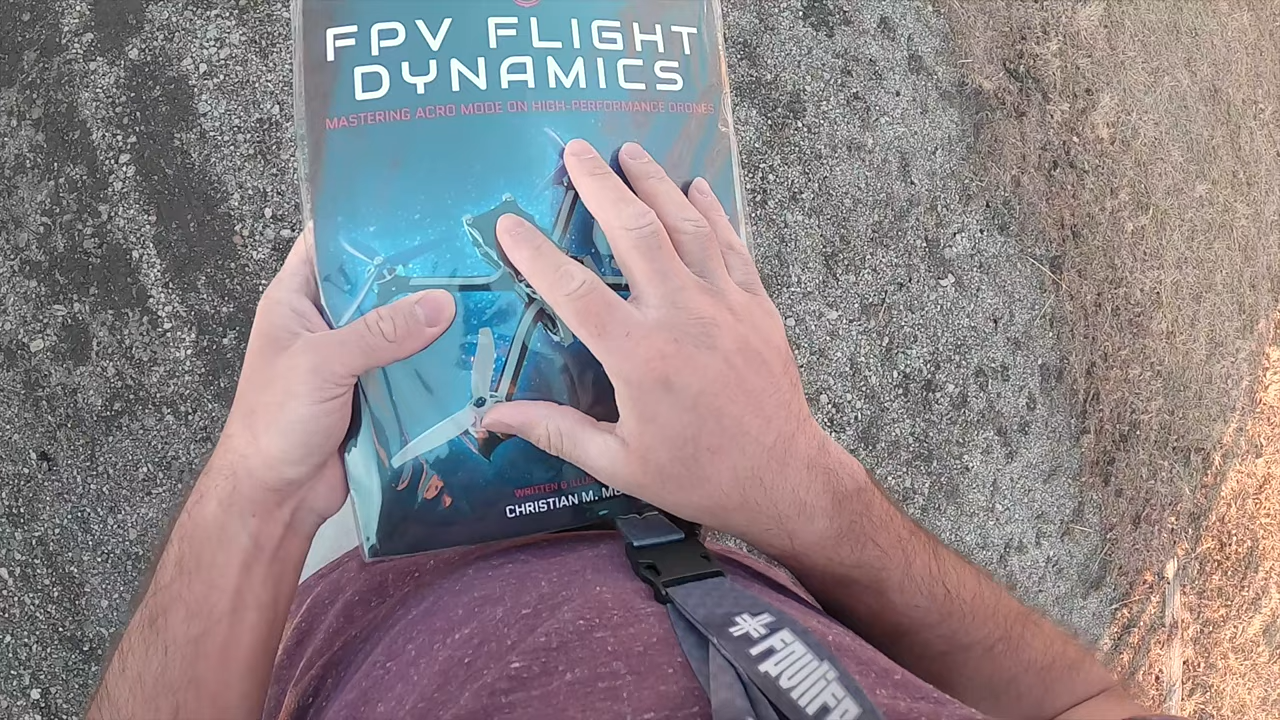 FPV FLIGHT
DYNAMICS
MASTERING ACRO MODE ON HIGH-PERFORMANCE DRONES
WRITTEN &
CHRISTIAN M.